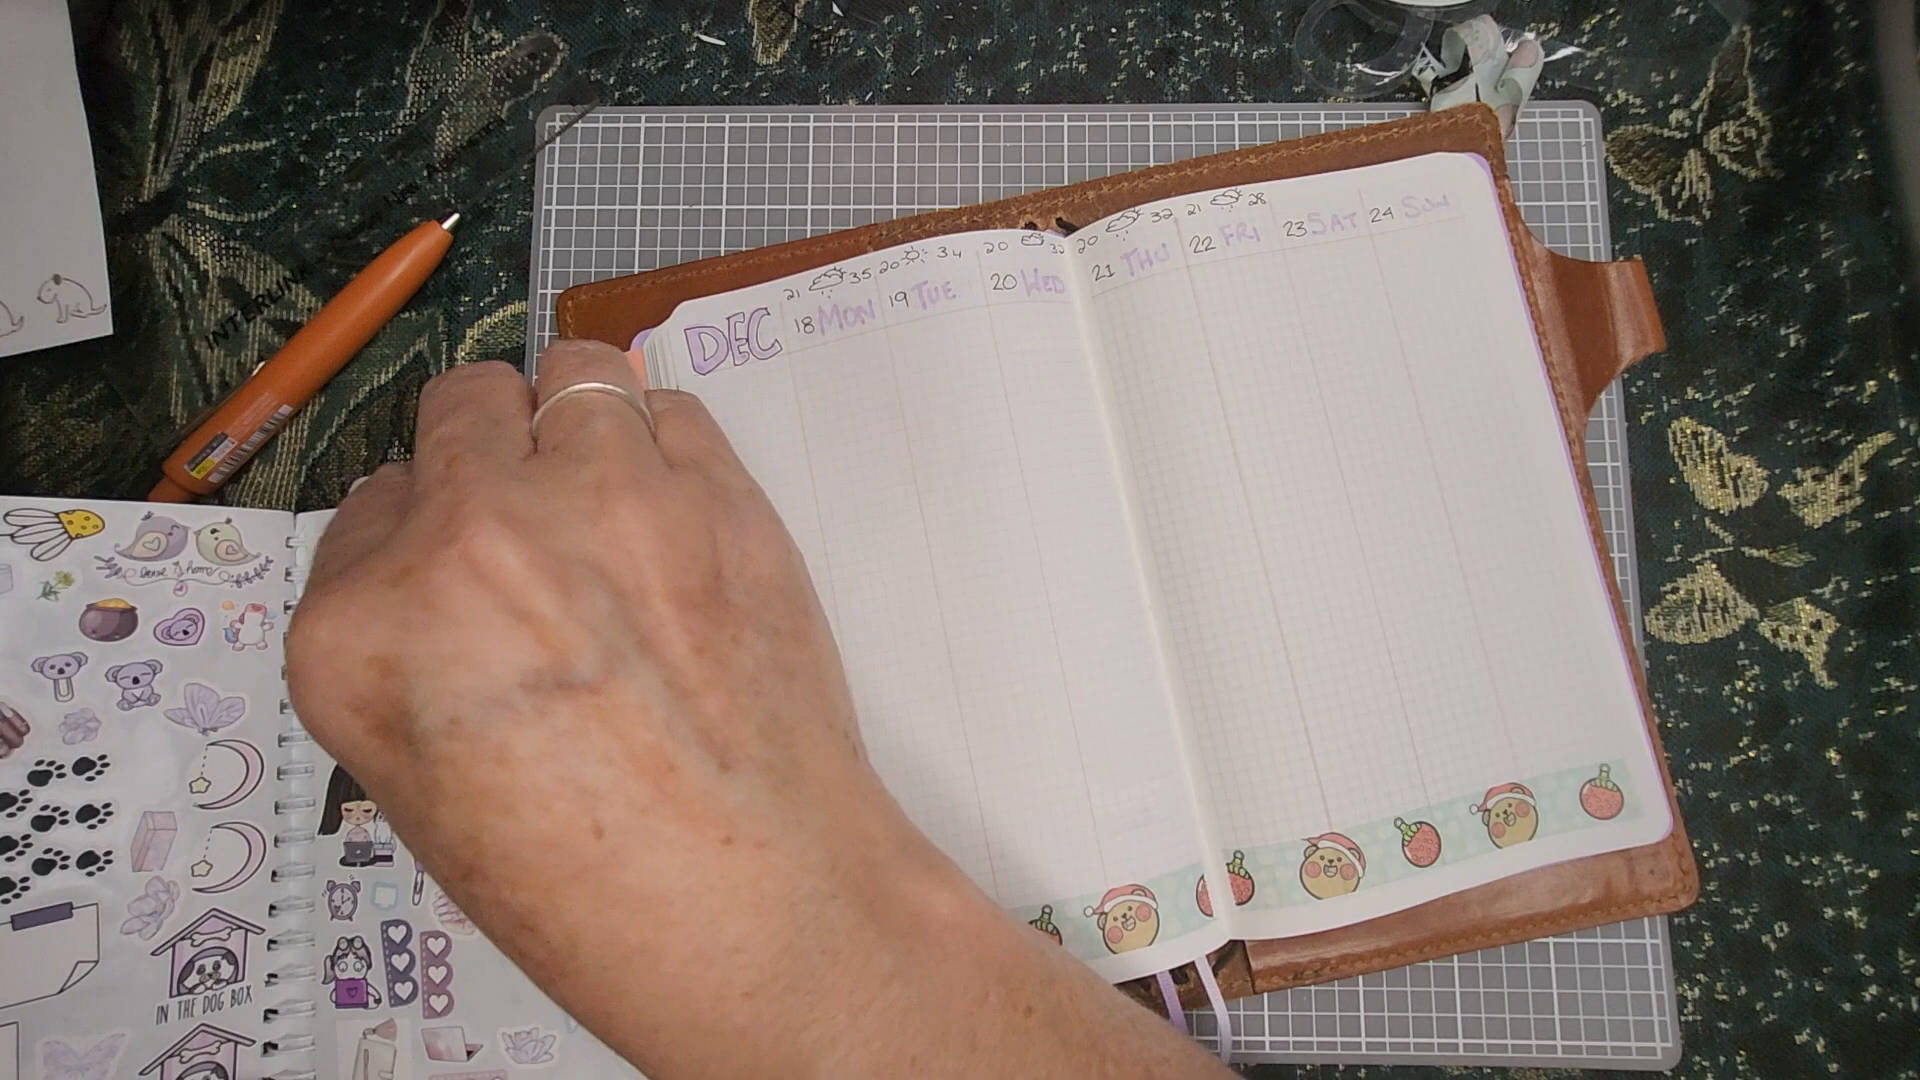 21 35 20 34 20 32 20 32 21 28
DEC 18 MON 19 TUE 20 WED 21 THU 22 FRI 23 SAT 24 SUN
INTERLINK
IN THE DOG BOX